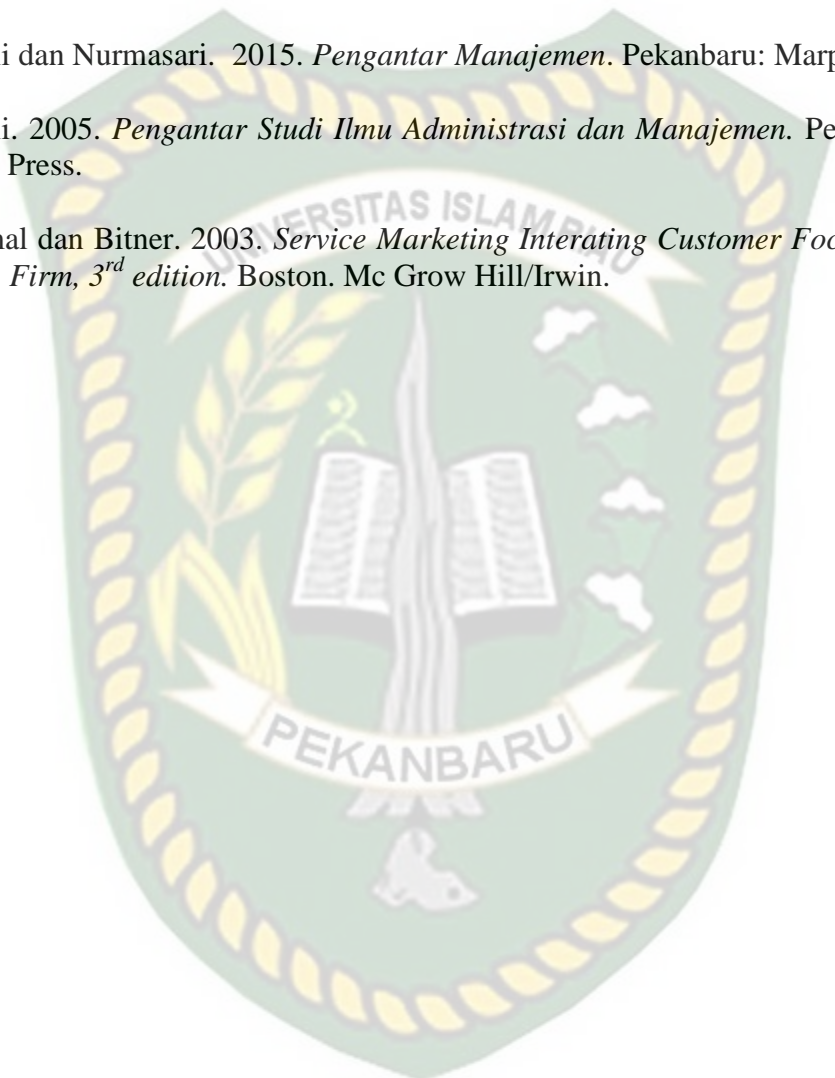 i dan Nurmasari. 2015. Pengantar Manajemen. Pekanbaru: Marp
i. 2005. Pengantar Studi Ilmu Administrasi dan Manajemen. Pe
Press.
nal dan Bitner. 2003. Service Marketing Interating Customer Foc
Firm, 3rd edition. Boston. Mc Grow Hill/Irwin.
UNIVERSITAS ISLAM RIAU
PEKANBARU